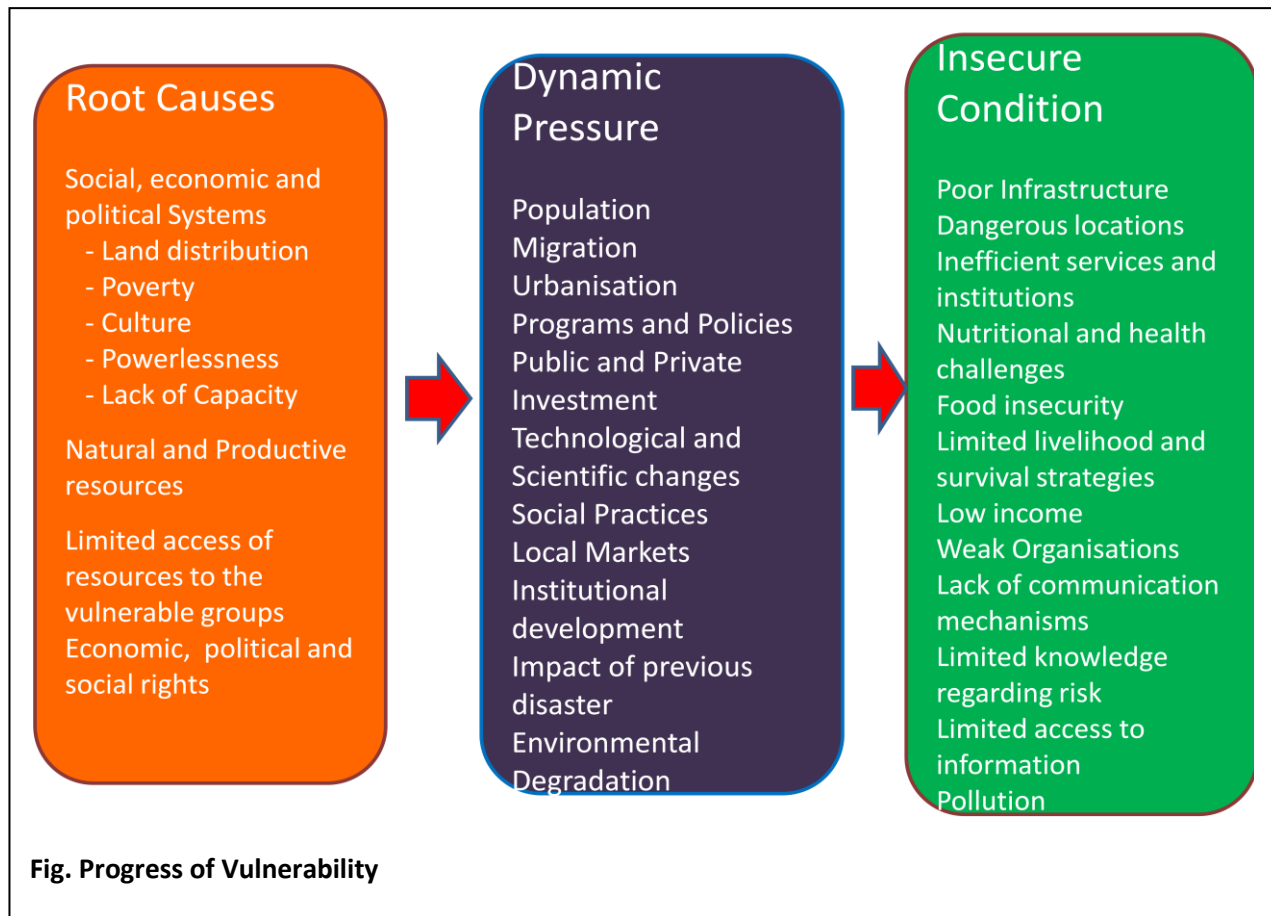 Root Causes
Social, economic and
political Systems
- Land distribution
- Poverty
- Culture
- Powerlessness
- Lack of Capacity
Natural and Productive
resources
Limited access of
resources to the
vulnerable groups
Economic, political and
social rights
Dynamic
Pressure
Population
Migration
Urbanisation
Programs and Policies
Public and Private
Investment
Technological and
Scientific changes
Social Practices
Local Markets
Institutional
development
Impact of previous
disaster
Environmental
Degradation
Insecure
Condition
Poor Infrastructure
Dangerous locations
Inefficient services and
institutions
Nutritional and health
challenges
Food insecurity
Limited livelihood and
survival strategies
Low income
Weak Organisations
Lack of communication
mechanisms
Limited knowledge
regarding risk
Limited access to
information
Pollution
Fig. Progress of Vulnerability